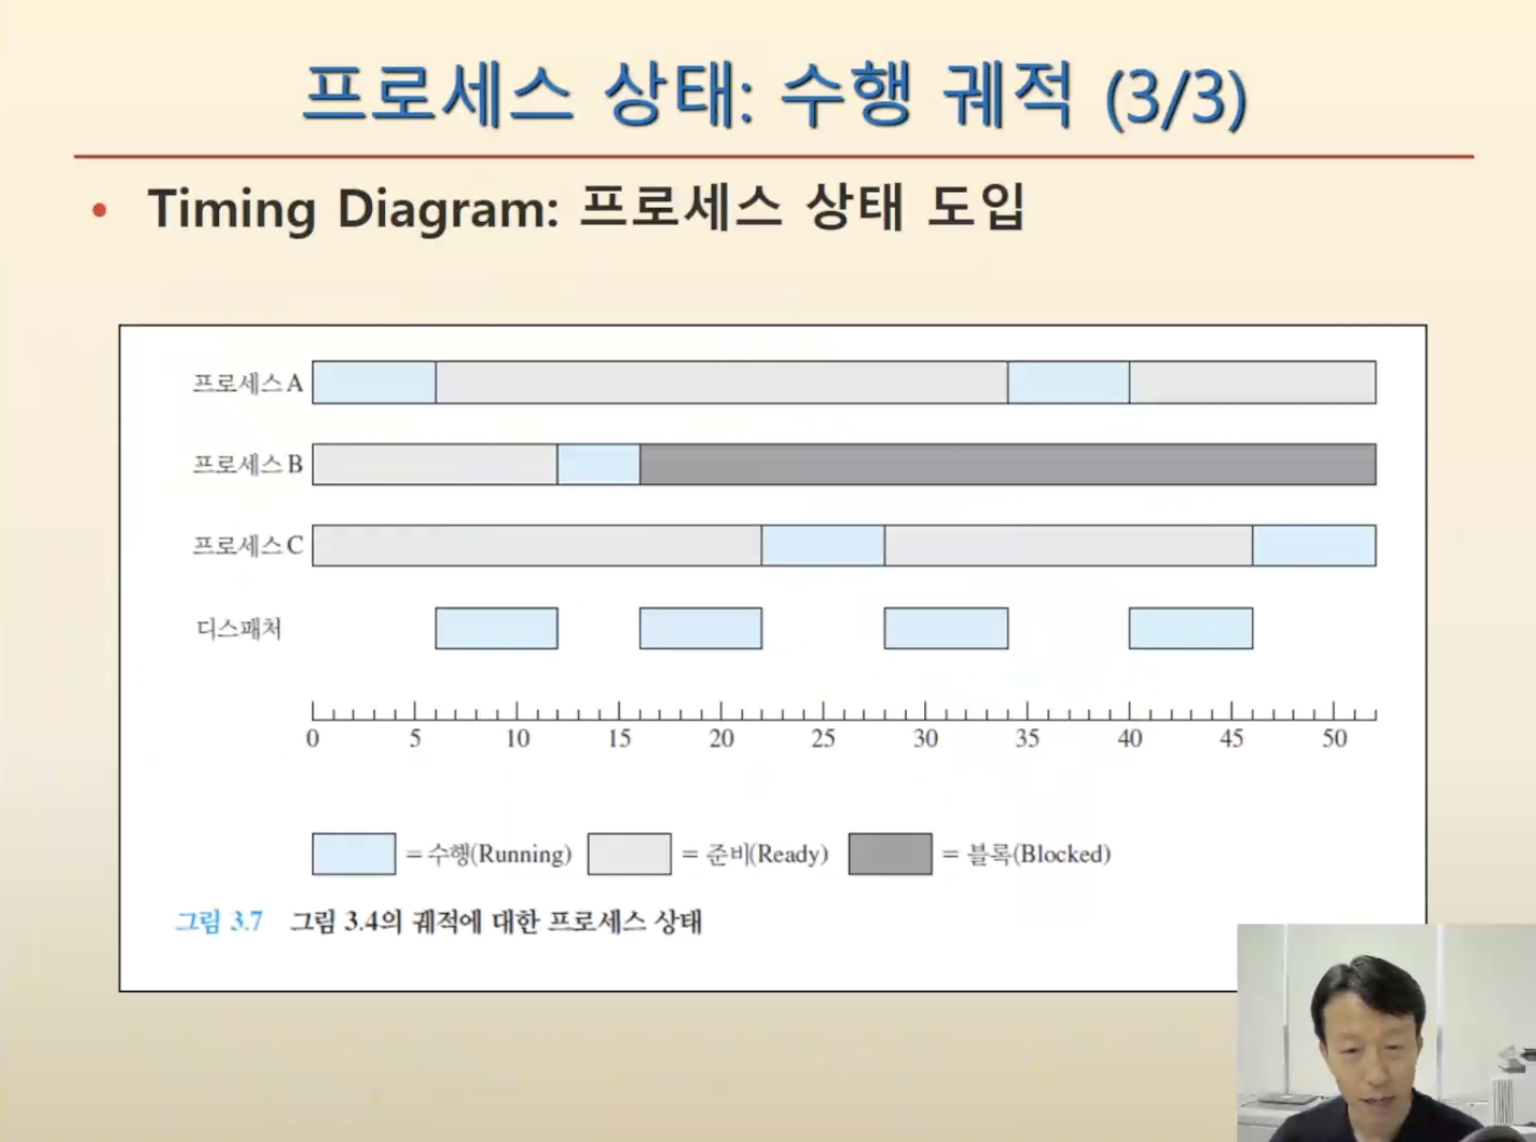 프로세스 상태: 수행 궤적 (3/3)
• Timing Diagram: 프로세스 상태 도입
프로세스 A
프로세스 B
프로세스 C
디스패처
0 5 10 15 20 25 30 35 40 45 50
= 수행(Running) = 준비(Ready) = 블록(Blocked)
그림 3.7 그림 3.4의 궤적에 대한 프로세스 상태